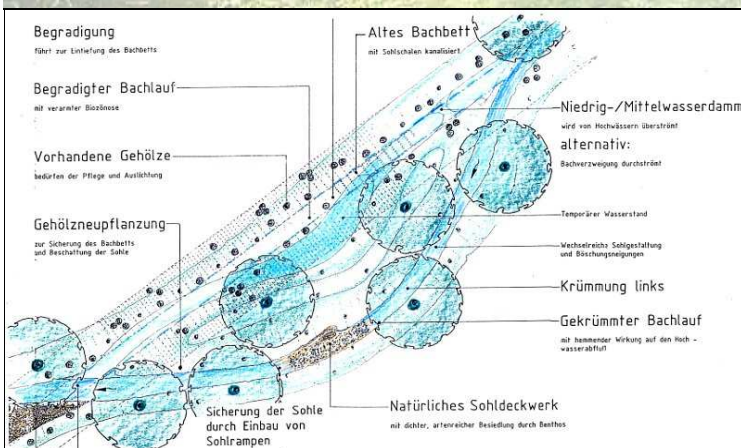 Begradigung
führt zur Eintiefung des Bachbetts
Begradigter Bachlauf
mit verarmter Biozönose
Vorhandene Gehölze
bedürfen der Pflege und Auslichtung
Gehölzneupflanzung
zur Sicherung des Bachbetts
und Beschattung der Sohle
Altes Bachbett
mit Sohlschalen kanalisiert
Niedrig-/Mittelwasserdamm
wird von Hochwässern überströmt
alternativ:
Bachverzweigung durchströmt
Temporärer Wasserstand
Wechselreiche Sohlgestaltung
und Böschungsneigungen
Krümmung links
Gekrümmter Bachlauf
mit hemmender Wirkung auf den Hoch-
wasserabfluß
Natürliches Sohldeckwerk
mit dichter, artenreicher Besiedlung durch Benthos
Sicherung der Sohle
durch Einbau von
Sohlrampen